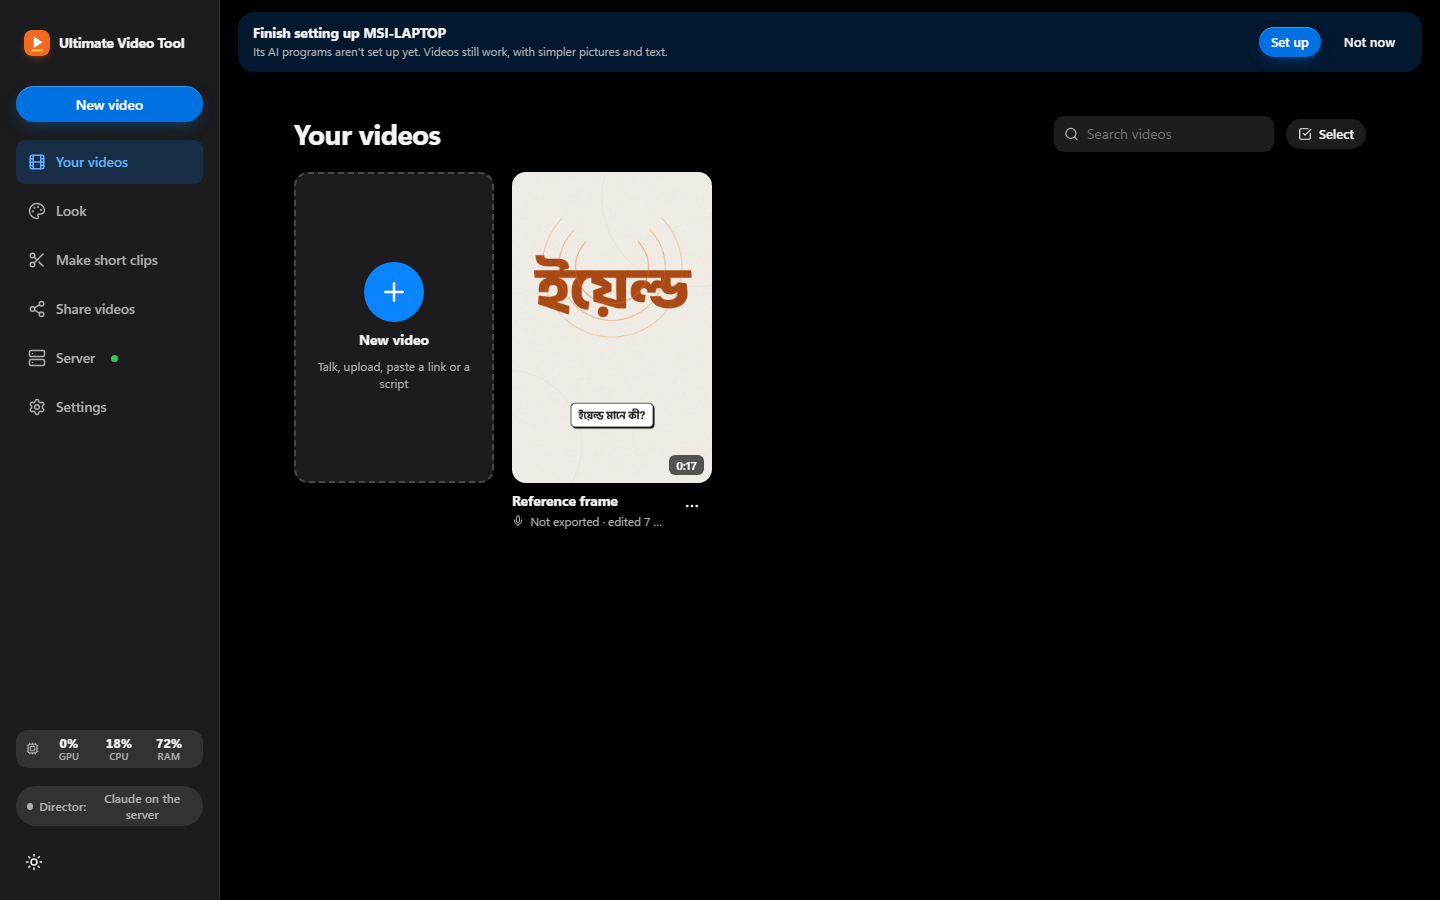 Ultimate Video Tool
New video
Your videos
Look
Make short clips
Share videos
Server
Settings
0% 18% 72%
GPU CPU RAM
Director: Claude on the
server
Finish setting up MSI-LAPTOP
Its AI programs aren't set up yet. Videos still work, with simpler pictures and text.
Set up
Not now
Your videos
Search videos
Select
New video
Talk, upload, paste a link or a
script
ইয়েল্ড
ইয়েল্ড মানে কী?
0:17
Reference frame
...
Not exported · edited 7 ...